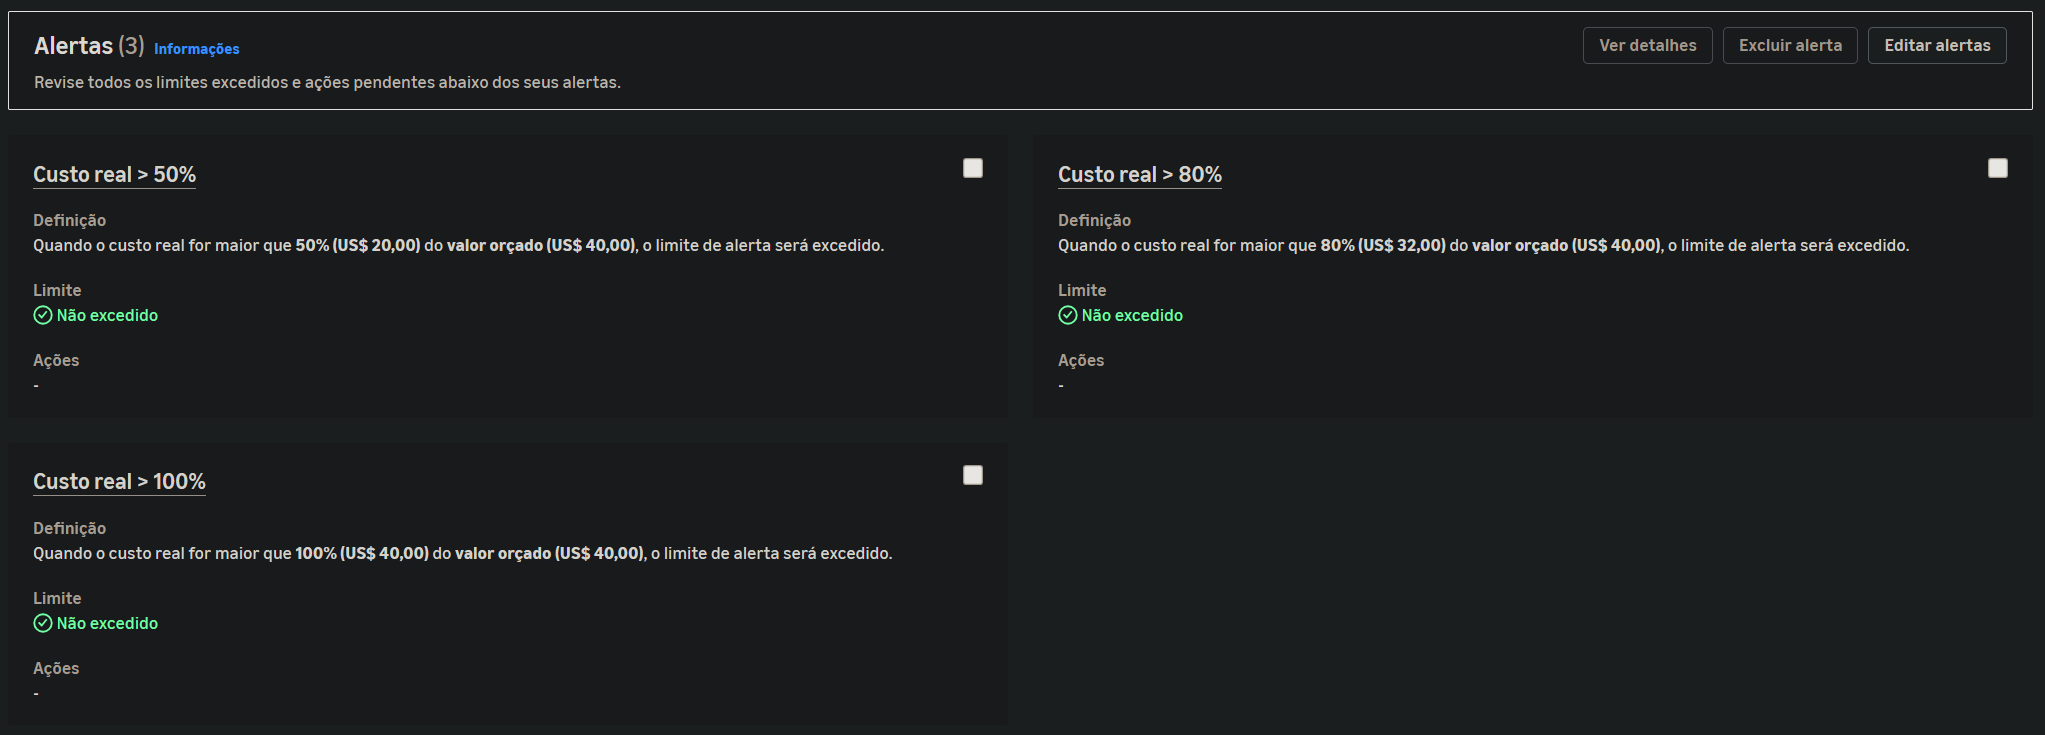 Alertas (3) Informações
Ver detalhes
Excluir alerta
Editar alertas
Revise todos os limites excedidos e ações pendentes abaixo dos seus alertas.
Custo real > 50%
Definição
Quando o custo real for maior que 50% (US$ 20,00) do valor orçado (US$ 40,00), o limite de alerta será excedido.
Limite
Não excedido
Ações
-
Custo real > 80%
Definição
Quando o custo real for maior que 80% (US$ 32,00) do valor orçado (US$ 40,00), o limite de alerta será excedido.
Limite
Não excedido
Ações
-
Custo real > 100%
Definição
Quando o custo real for maior que 100% (US$ 40,00) do valor orçado (US$ 40,00), o limite de alerta será excedido.
Limite
Não excedido
Ações
-